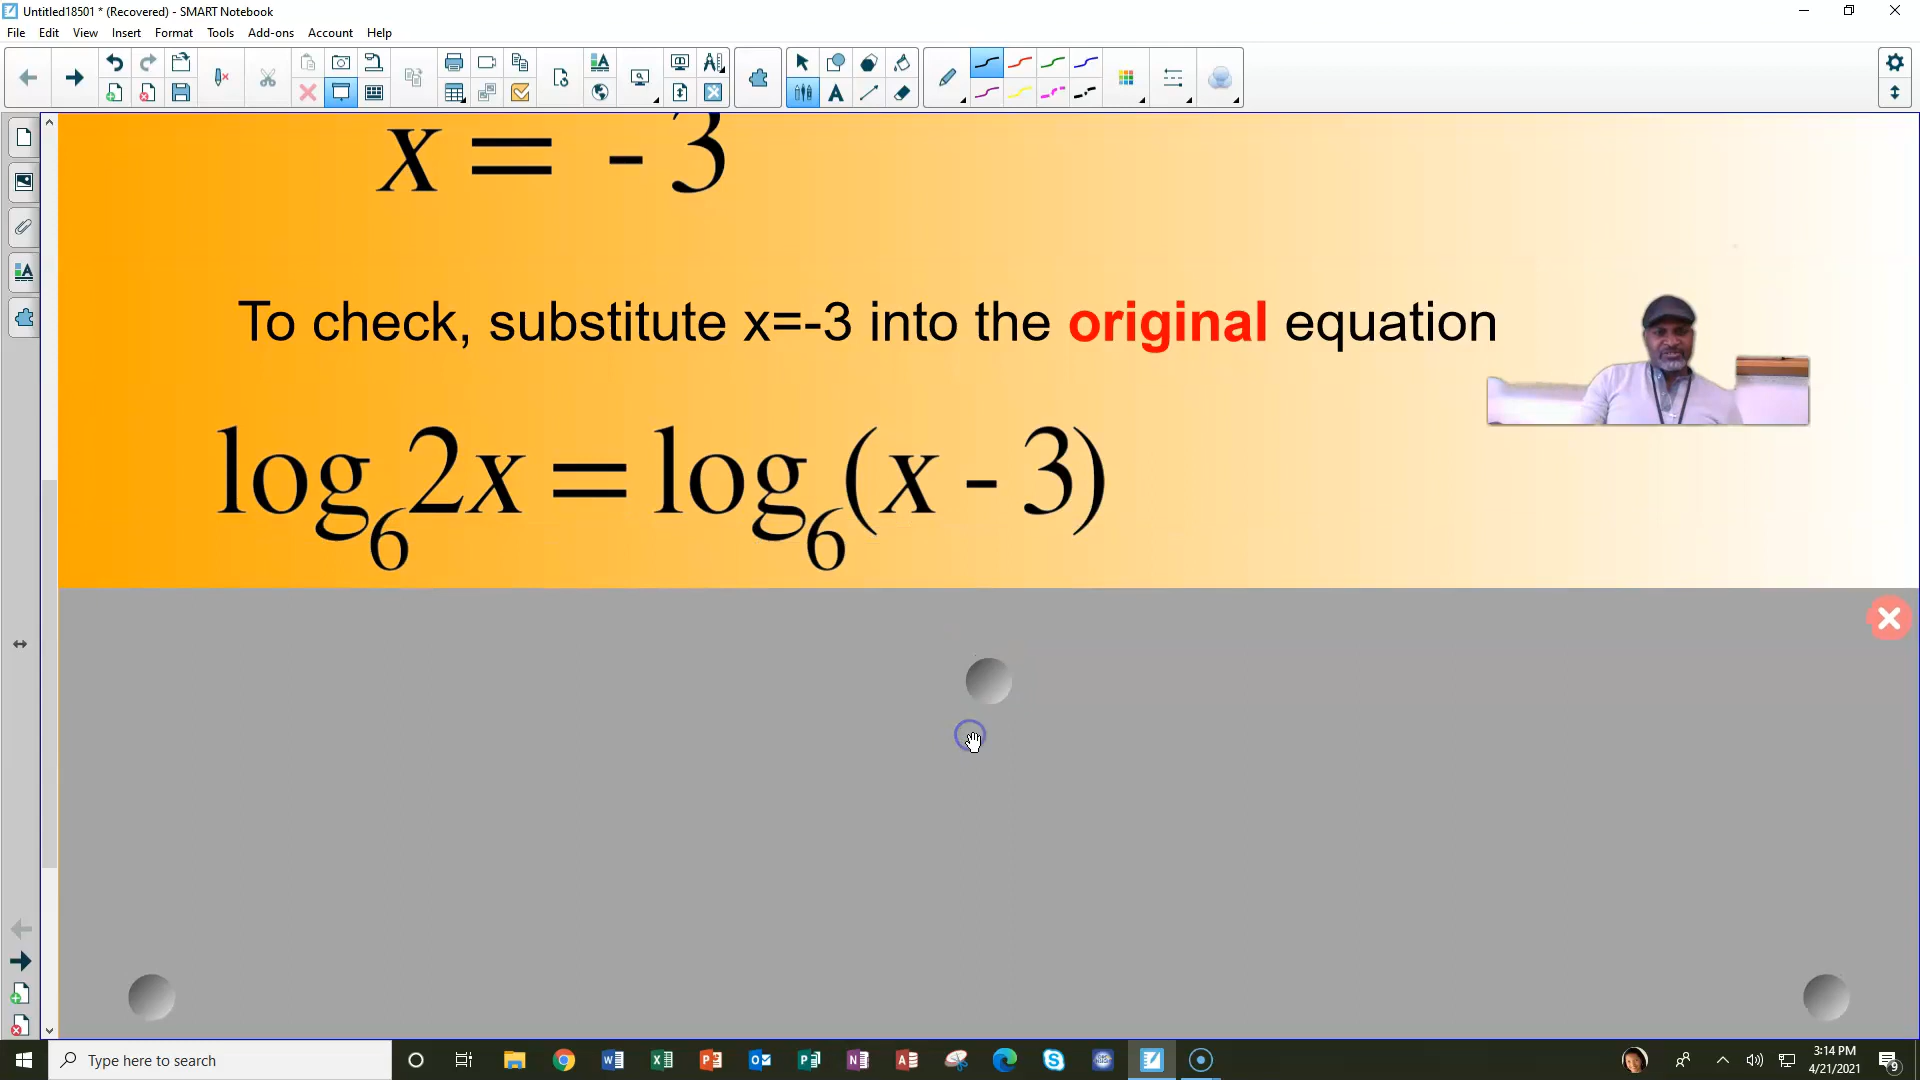 Untitled18501 * (Recovered) - SMART Notebook
File Edit View Insert Format Tools Add-ons Account Help
x = - 3
To check, substitute x=-3 into the original equation
log₆2x = log₆(x - 3)
Type here to search
3:14 PM
4/21/2021
9